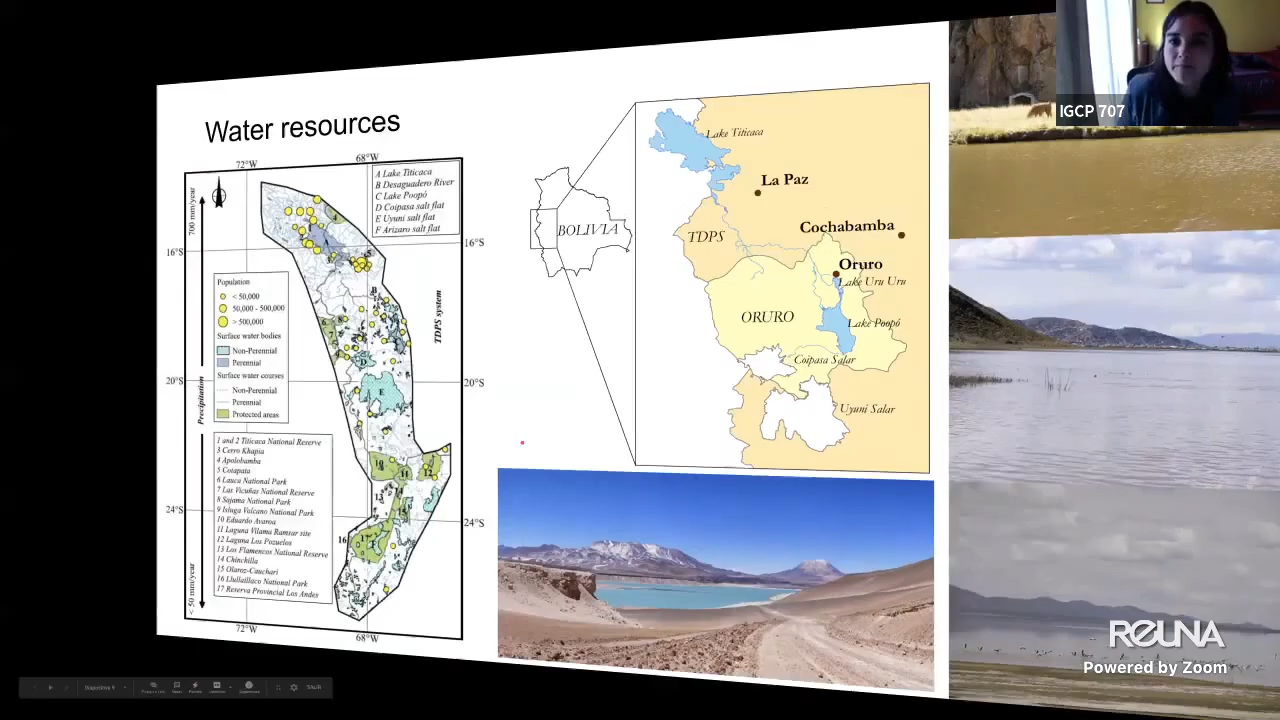 Water resources
72°W
68°W
A Lake Titicaca
B Desaguadero River
C Lake Poopó
D Coipasa salt flat
E Uyuni salt flat
F Arizaro salt flat
700 mm/year
16°S
16°S
Population
< 50,000
50,000 - 500,000
> 500,000
Surface water bodies
Non-Perennial
Perennial
Surface water courses
Non-Perennial
Perennial
Protected areas
TDPS system
20°S
20°S
Precipitation
1 and 2 Titicaca National Reserve
3 Cerro Khapia
4 Apolobamba
5 Cotapata
6 Lauca National Park
7 Las Vicuñas National Reserve
8 Sajama National Park
9 Isluga Volcano National Park
10 Eduardo Avaroa
11 Laguna Vilama Ramsar site
12 Laguna Los Pozuelos
13 Los Flamencos National Reserve
14 Chinchilla
15 Olaroz-Cauchari
16 Llullaillaco National Park
17 Reserva Provincial Los Andes
24°S
24°S
< 50 mm/year
72°W
68°W
BOLIVIA
Lake Titicaca
La Paz
TDPS
Cochabamba
Oruro
Lake Uru Uru
ORURO
Lake Poopó
Coipasa Salar
Uyuni Salar
IGCP 707
REUNA
Powered by Zoom